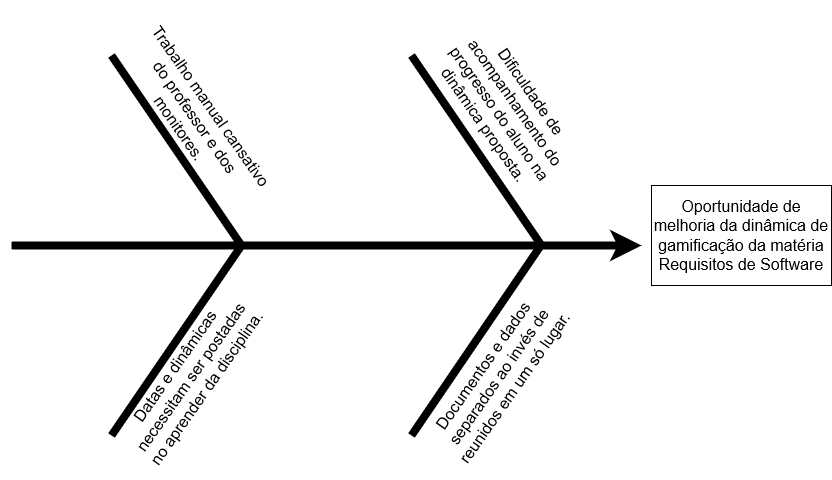 Trabalho manual cansativo
do professor e dos
monitores.
Dificuldade de
acompanhamento do
progresso do aluno na
dinâmica proposta.
Oportunidade de
melhoria da dinâmica de
gamificação da matéria
Requisitos de Software
Datas e dinâmicas
necessitam ser postadas
no aprender da disciplina.
Documentos e dados
separados ao invés de
reunidos em um só lugar.